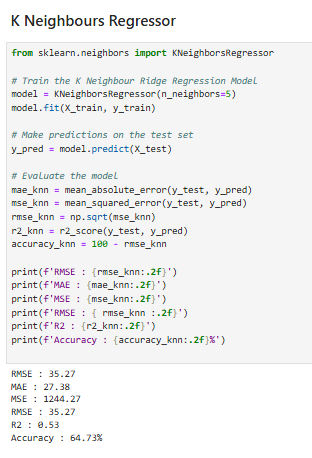 K Neighbours Regressor
from sklearn.neighbors import KNeighborsRegressor
# Train the K Neighbour Ridge Regression Model
model = KNeighborsRegressor(n_neighbors=5)
model.fit(X_train, y_train)
# Make predictions on the test set
y_pred = model.predict(X_test)
# Evaluate the model
mae_knn = mean_absolute_error(y_test, y_pred)
mse_knn = mean_squared_error(y_test, y_pred)
rmse_knn = np.sqrt(mse_knn)
r2_knn = r2_score(y_test, y_pred)
accuracy_knn = 100 - rmse_knn
print(f'RMSE : {rmse_knn:.2f}')
print(f'MAE : {mae_knn:.2f}')
print(f'MSE : {mse_knn:.2f}')
print(f'RMSE : { rmse_knn :.2f}')
print(f'R2 : {r2_knn:.2f}')
print(f'Accuracy : {accuracy_knn:.2f}%')
RMSE : 35.27
MAE : 27.38
MSE : 1244.27
RMSE : 35.27
R2 : 0.53
Accuracy : 64.73%